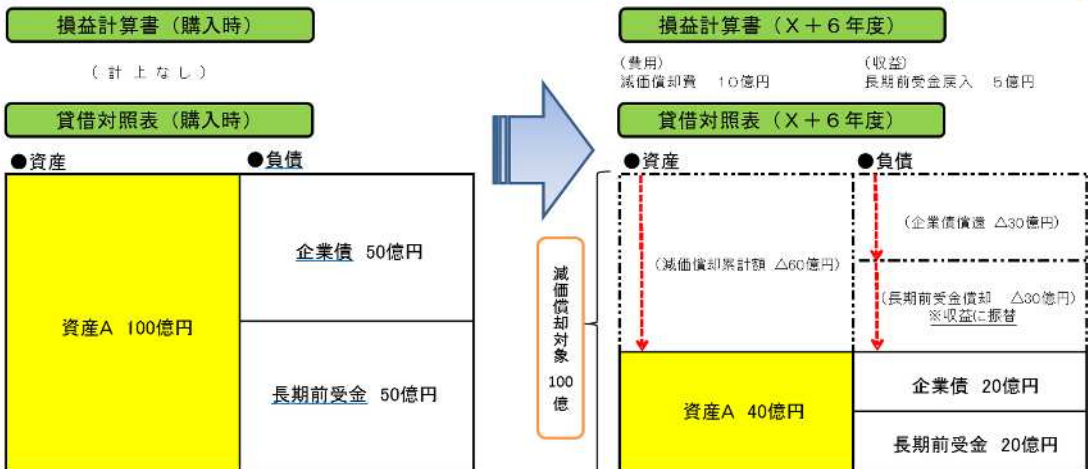 損益計算書（購入時）
（計上なし）
貸借対照表（購入時）
●資産
●負債
資産A 100億円
企業債 50億円
長期前受金 50億円
損益計算書（X＋6年度）
（費用）
減価償却費 10億円
（収益）
長期前受金戻入 5億円
貸借対照表（X＋6年度）
●資産
●負債
減価償却対象 100億
（減価償却累計額 △60億円）
（企業債償還 △30億円）
（長期前受金償却 △30億円）
※収益に振替
資産A 40億円
企業債 20億円
長期前受金 20億円